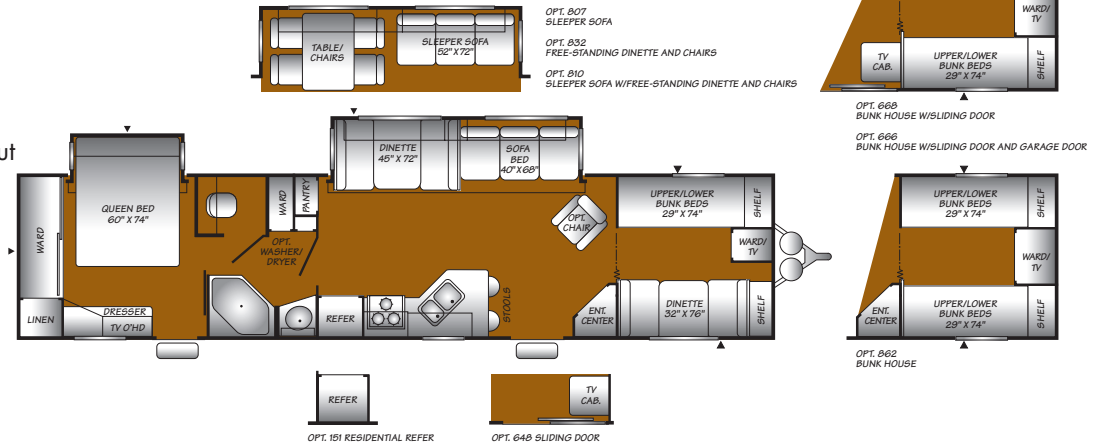 OPT. 807
SLEEPER SOFA
OPT. 832
FREE-STANDING DINETTE AND CHAIRS
OPT. 810
SLEEPER SOFA W/FREE-STANDING DINETTE AND CHAIRS
TABLE/
CHAIRS
SLEEPER SOFA
52" X 72"
WARD/
TV
TV
CAB.
UPPER/LOWER
BUNK BEDS
29" X 74"
SHELF
OPT. 668
BUNK HOUSE W/SLIDING DOOR
OPT. 666
BUNK HOUSE W/SLIDING DOOR AND GARAGE DOOR
ut
WARD
QUEEN BED
60" X 74"
LINEN
DRESSER
TV O'HD
WARD
PANTRY
OPT.
WASHER/
DRYER
DINETTE
45" X 72"
SOFA
BED
40"X68"
OPT.
CHAIR
REFER
STOOLS
ENT.
CENTER
UPPER/LOWER
BUNK BEDS
29" X 74"
SHELF
WARD/
TV
DINETTE
32" X 76"
SHELF
UPPER/LOWER
BUNK BEDS
29" X 74"
SHELF
WARD/
TV
ENT.
CENTER
UPPER/LOWER
BUNK BEDS
29" X 74"
SHELF
OPT. 862
BUNK HOUSE
REFER
OPT. 151 RESIDENTIAL REFER
TV
CAB.
OPT. 648 SLIDING DOOR